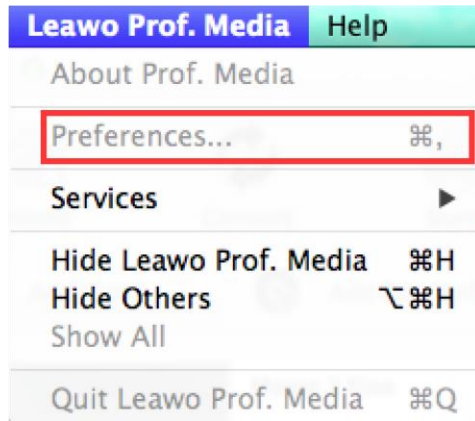 Leawo Prof. Media Help
About Prof. Media
Preferences... ⌘,
Services ▶
Hide Leawo Prof. Media ⌘H
Hide Others ⌥⌘H
Show All
Quit Leawo Prof. Media ⌘Q